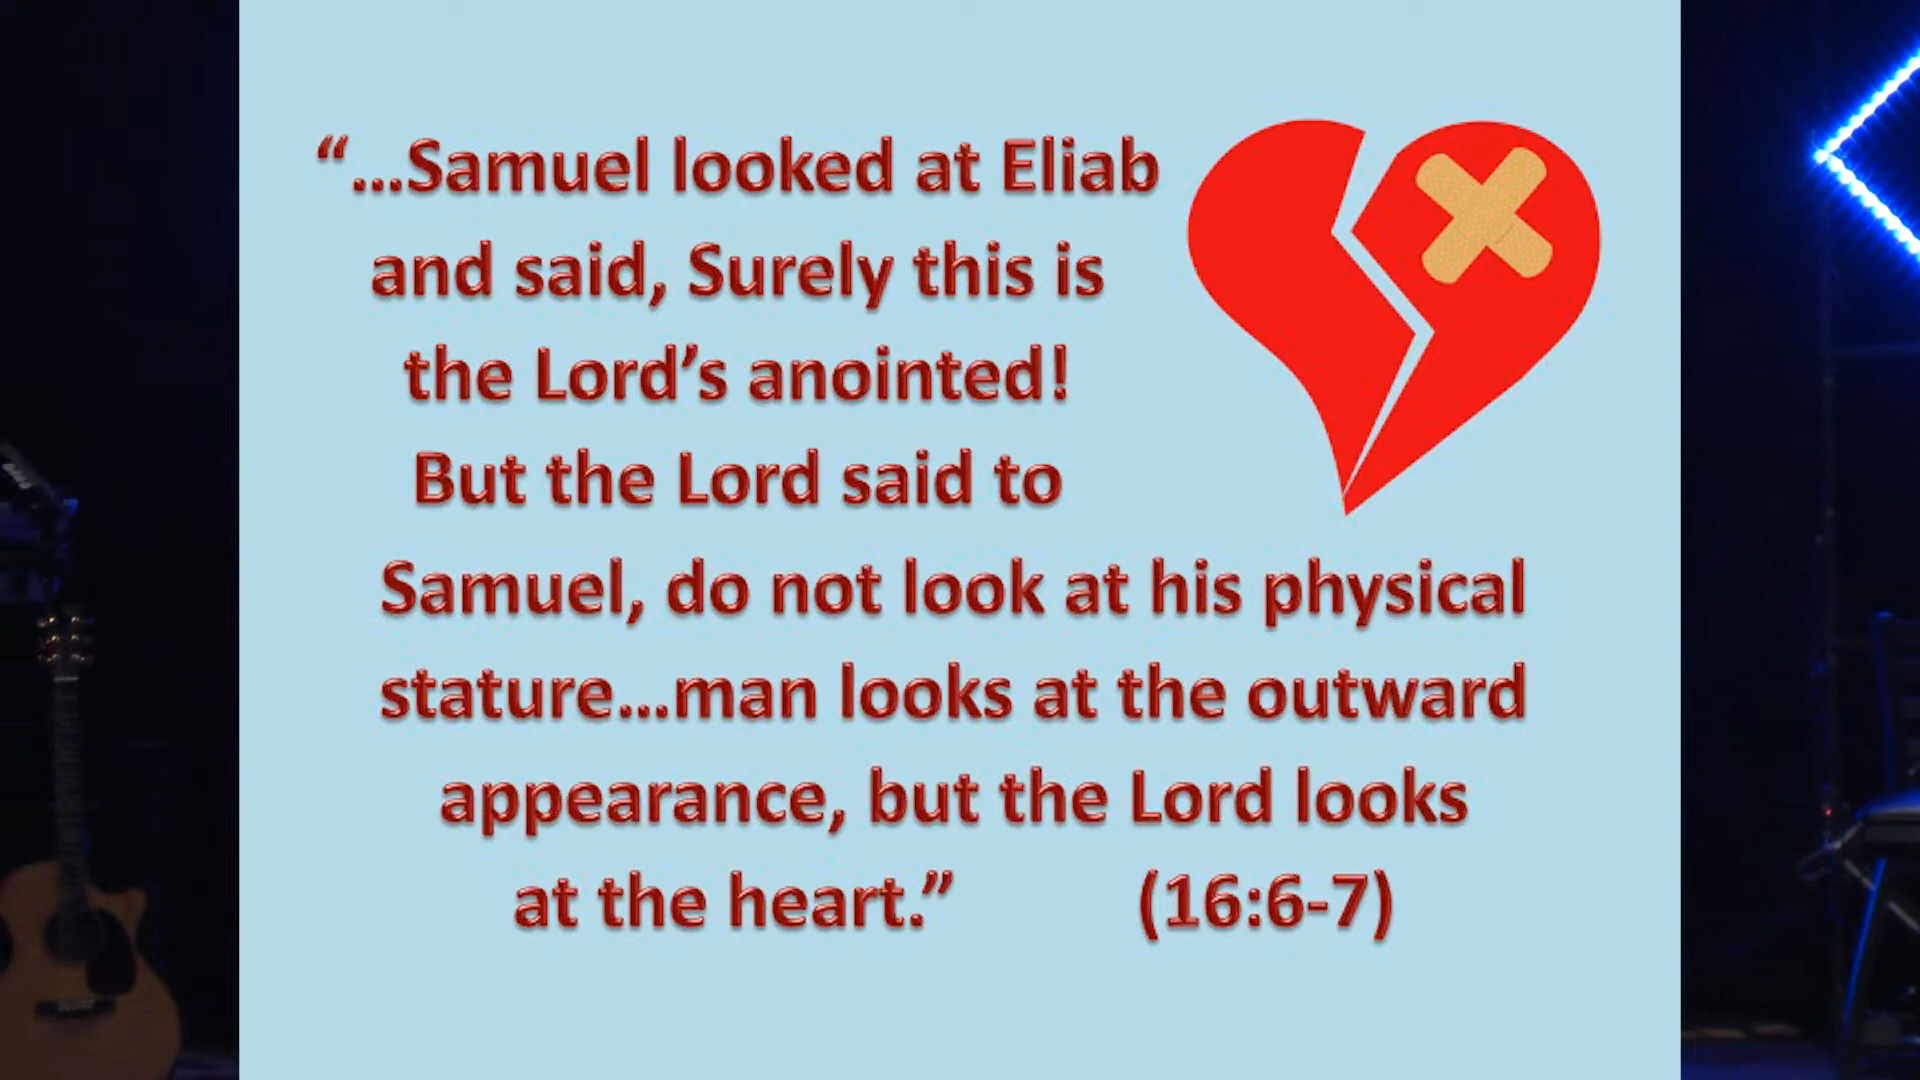 “...Samuel looked at Eliab
and said, Surely this is
the Lord’s anointed!
But the Lord said to
Samuel, do not look at his physical
stature...man looks at the outward
appearance, but the Lord looks
at the heart.” (16:6-7)